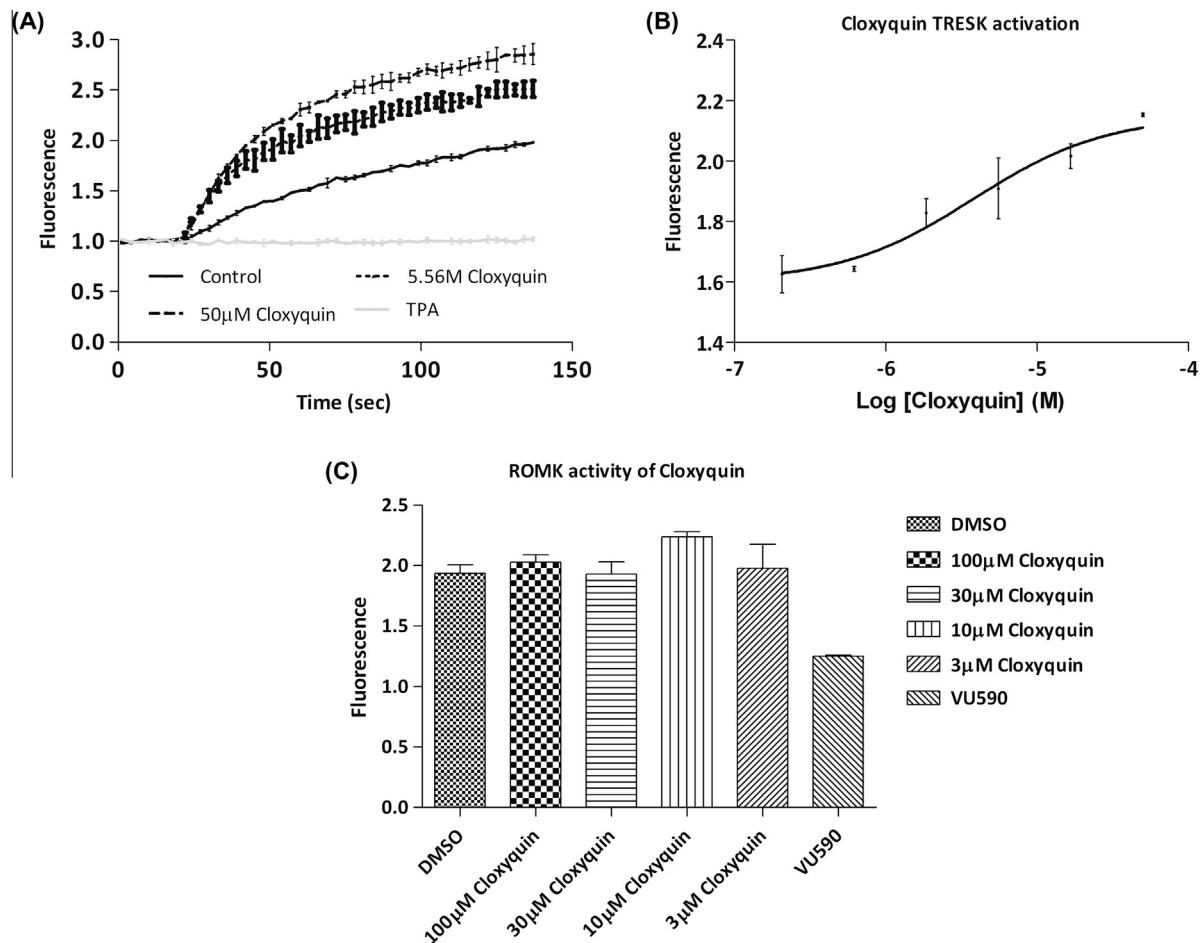 (A)
3.0
2.5
2.0
1.5
1.0
0.5
0.0
Fluorescence
0
50
100
150
Time (sec)
Control
50μM Cloxyquin
5.56M Cloxyquin
TPA
(B)
Cloxyquin TRESK activation
2.4
2.2
2.0
1.8
1.6
1.4
Fluorescence
-7
-6
-5
-4
Log [Cloxyquin] (M)
(C)
ROMK activity of Cloxyquin
2.5
2.0
1.5
1.0
0.5
0.0
Fluorescence
DMSO
100μM Cloxyquin
30μM Cloxyquin
10μM Cloxyquin
3μM Cloxyquin
VU590
DMSO
100μM Cloxyquin
30μM Cloxyquin
10μM Cloxyquin
3μM Cloxyquin
VU590